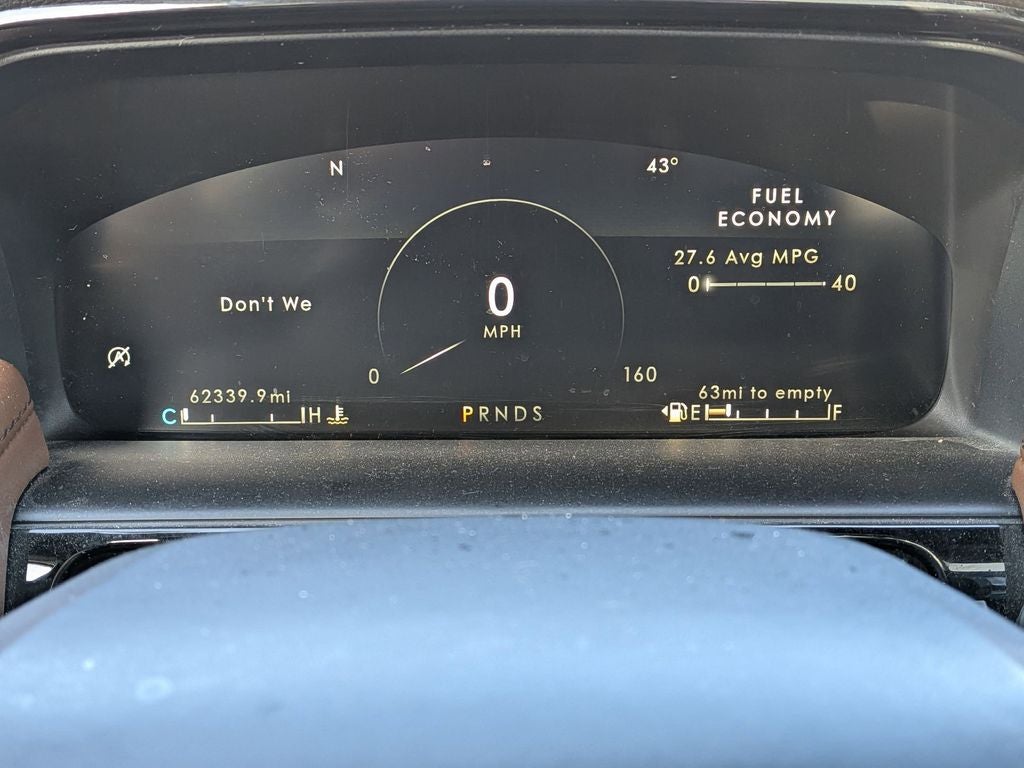 N
43°
FUEL
ECONOMY
27.6 Avg MPG
0 40
Don't We
0
MPH
0
160
62339.9mi
63mi to empty
C H
PRNDS
E F